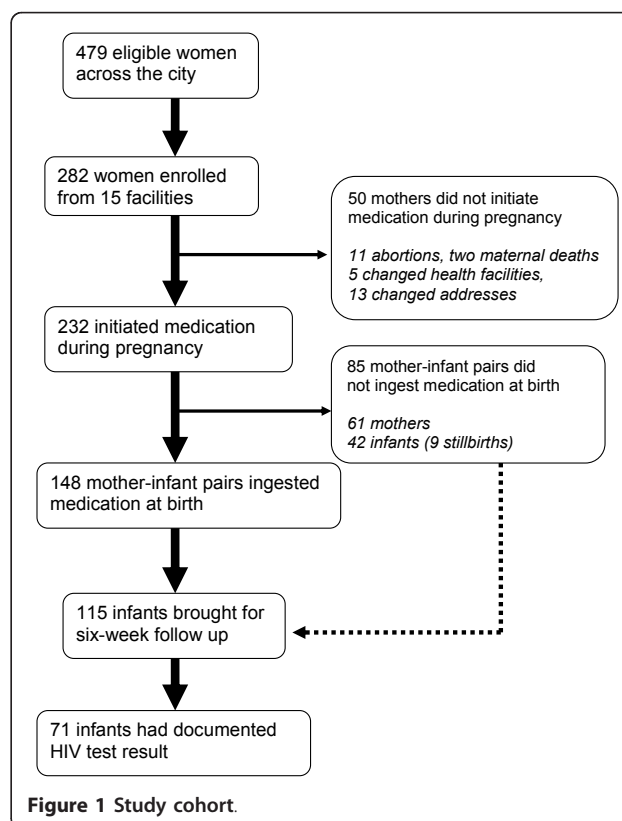 479 eligible women
across the city
282 women enrolled
from 15 facilities
50 mothers did not initiate
medication during pregnancy
11 abortions, two maternal deaths
5 changed health facilities,
13 changed addresses
232 initiated medication
during pregnancy
85 mother-infant pairs did
not ingest medication at birth
61 mothers
42 infants (9 stillbirths)
148 mother-infant pairs ingested
medication at birth
115 infants brought for
six-week follow up
71 infants had documented
HIV test result
Figure 1 Study cohort.